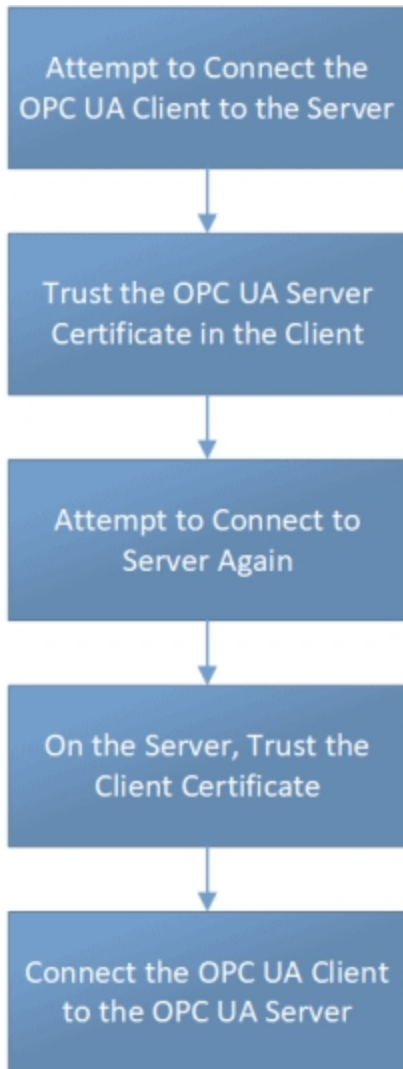 Attempt to Connect the
OPC UA Client to the Server
Trust the OPC UA Server
Certificate in the Client
Attempt to Connect to
Server Again
On the Server, Trust the
Client Certificate
Connect the OPC UA Client
to the OPC UA Server